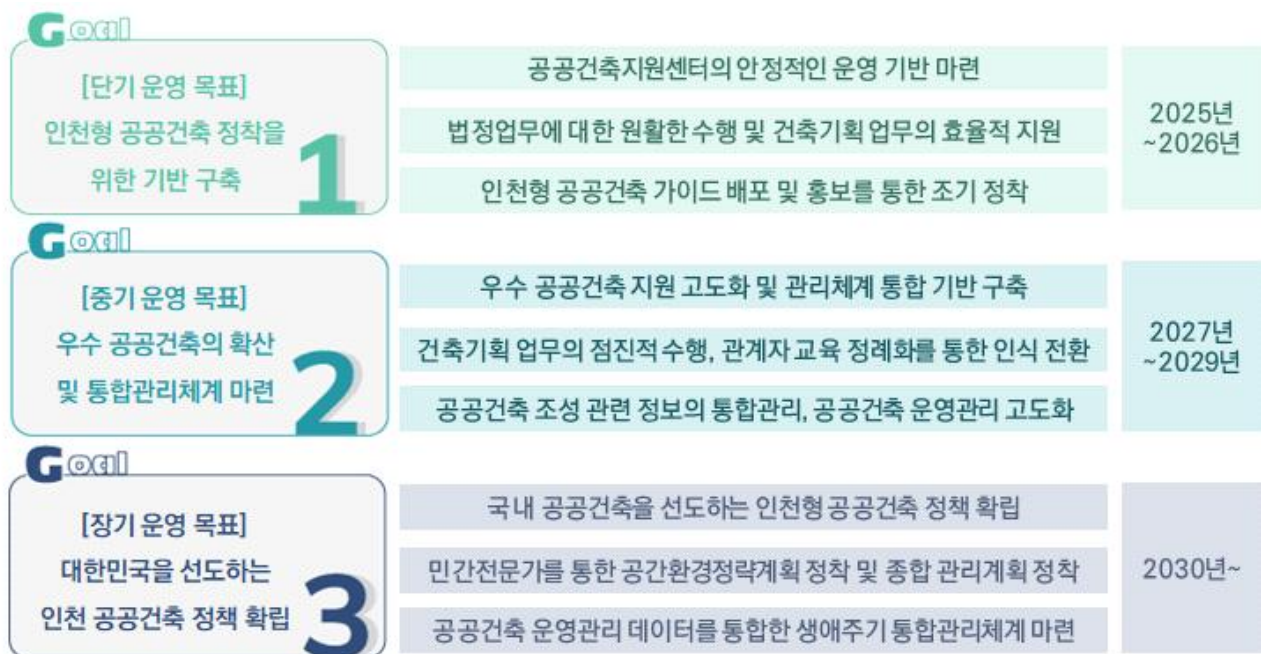 Goal
[단기 운영 목표]
인천형 공공건축 정착을
위한 기반 구축
1
공공건축지원센터의 안정적인 운영 기반 마련
법정업무에 대한 원활한 수행 및 건축기획 업무의 효율적 지원
인천형 공공건축 가이드 배포 및 홍보를 통한 조기 정착
2025년
~2026년
Goal
[중기 운영 목표]
우수 공공건축의 확산
및 통합관리체계 마련
2
우수 공공건축 지원 고도화 및 관리체계 통합 기반 구축
건축기획 업무의 점진적 수행, 관계자 교육 정례화를 통한 인식 전환
공공건축 조성 관련 정보의 통합관리, 공공건축 운영관리 고도화
2027년
~2029년
Goal
[장기 운영 목표]
대한민국을 선도하는
인천 공공건축 정책 확립
3
국내 공공건축을 선도하는 인천형 공공건축 정책 확립
민간전문가를 통한 공간환경정략계획 정착 및 종합 관리계획 정착
공공건축 운영관리 데이터를 통합한 생애주기 통합관리체계 마련
2030년~